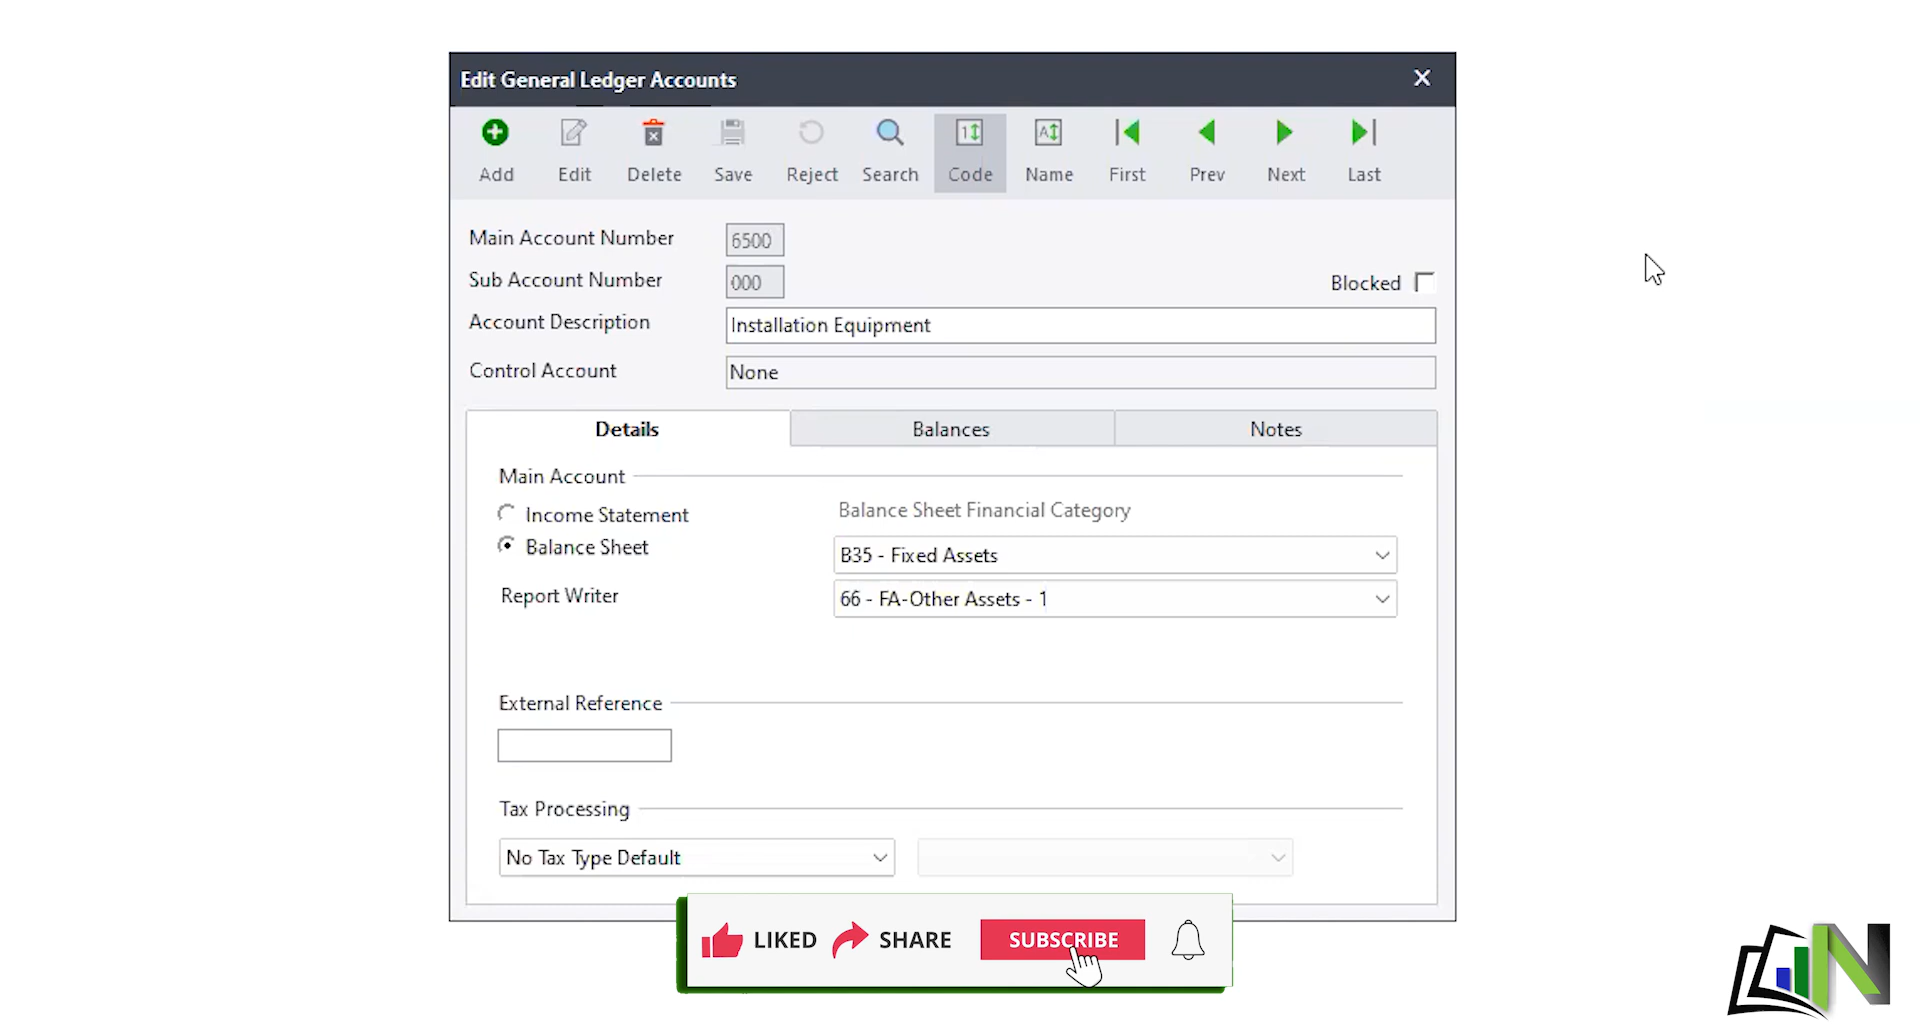 Edit General Ledger Accounts
Add Edit Delete Save Reject Search Code Name First Prev Next Last
Main Account Number 6500
Sub Account Number 000 Blocked
Account Description Installation Equipment
Control Account None
Details Balances Notes
Main Account
Income Statement Balance Sheet Financial Category
Balance Sheet B35 - Fixed Assets
Report Writer 66 - FA-Other Assets - 1
External Reference
Tax Processing
No Tax Type Default
LIKED SHARE SUBSCRIBE
N